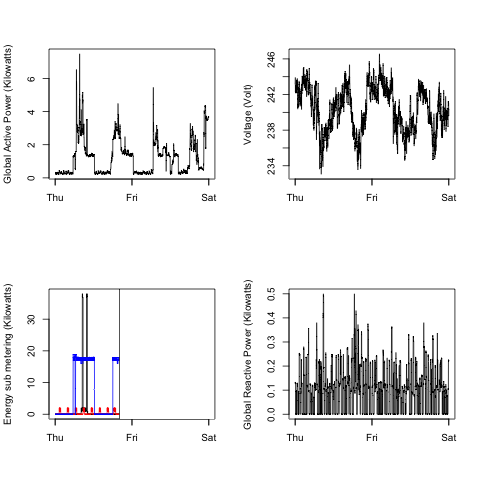 Global Active Power (Kilowatts)
0 2 4 6
Thu Fri Sat
Voltage (Volt)
234 238 242 246
Thu Fri Sat
Energy sub metering (Kilowatts)
0 10 20 30
Thu Fri Sat
Global Reactive Power (Kilowatts)
0.0 0.1 0.2 0.3 0.4 0.5
Thu Fri Sat